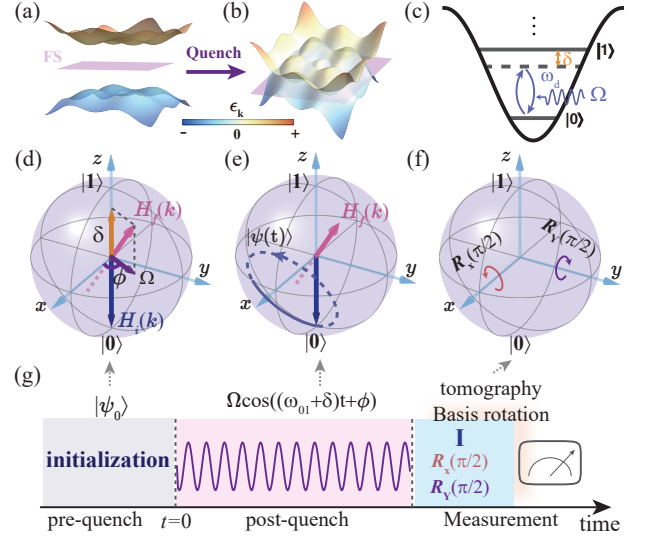 (a)
(b)
(c)
FS
Quench
ϵ_k
− 0 +
⋮
|1⟩
δ
ω_d
Ω
|0⟩
(d)
(e)
(f)
z
|1⟩
H_f(k)
δ
ϕ
Ω
y
x
H_i(k)
|0⟩
z
|1⟩
H_f(k)
|ψ(t)⟩
y
x
|0⟩
z
|1⟩
R_x(π/2)
R_Y(π/2)
y
x
|0⟩
(g)
|ψ_0⟩
Ωcos((ω_01+δ)t+ϕ)
tomography
Basis rotation
initialization
I
R_x(π/2)
R_Y(π/2)
pre-quench t=0 post-quench Measurement time